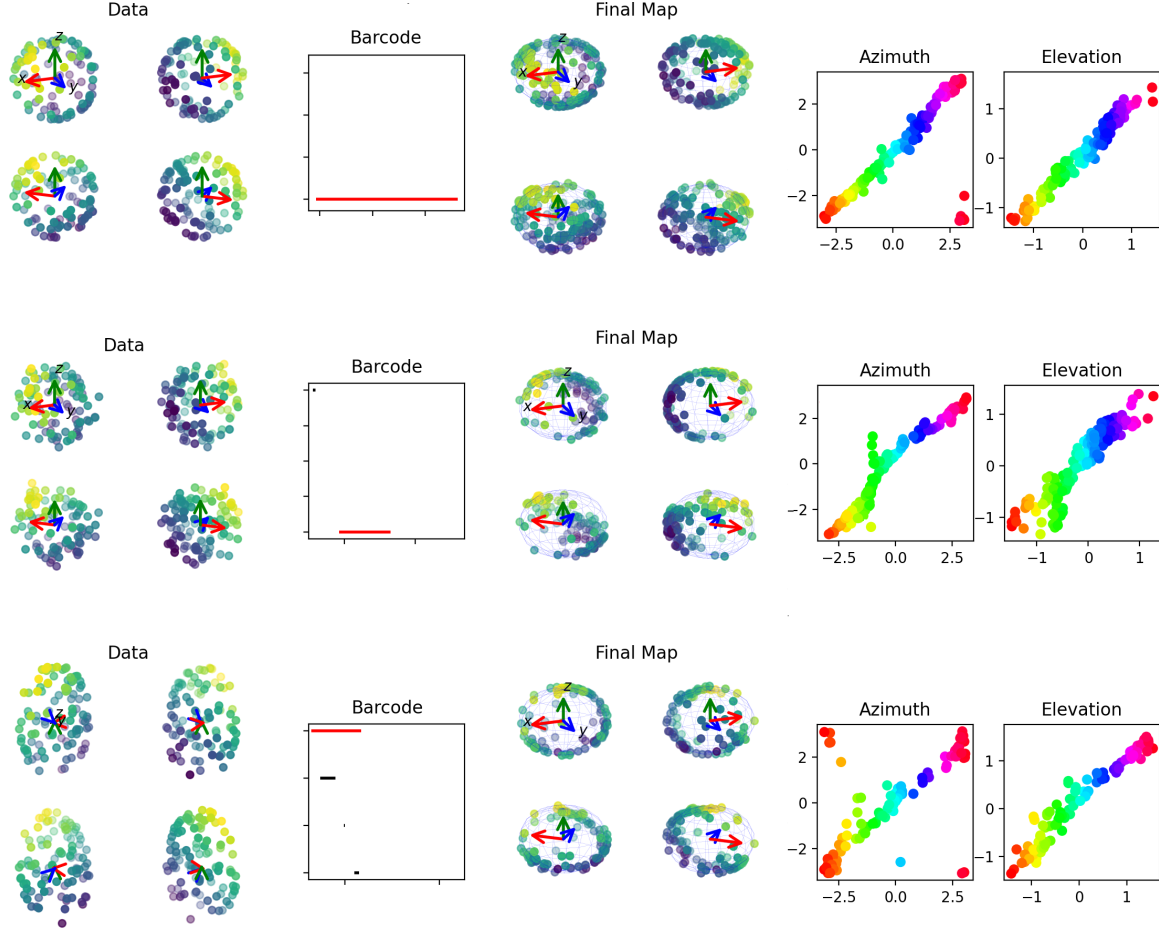 Data
Barcode
Final Map
Azimuth
Elevation
z
x
y
z
x
y
2
0
−2
−2.5
0.0
2.5
1
0
−1
−1
0
1
Data
Barcode
Final Map
Azimuth
Elevation
z
x
y
z
x
y
2
0
−2
−2.5
0.0
2.5
1
0
−1
−1
0
1
Data
Barcode
Final Map
Azimuth
Elevation
z
z
x
y
2
0
−2
−2.5
0.0
2.5
1
0
−1
−1
0
1